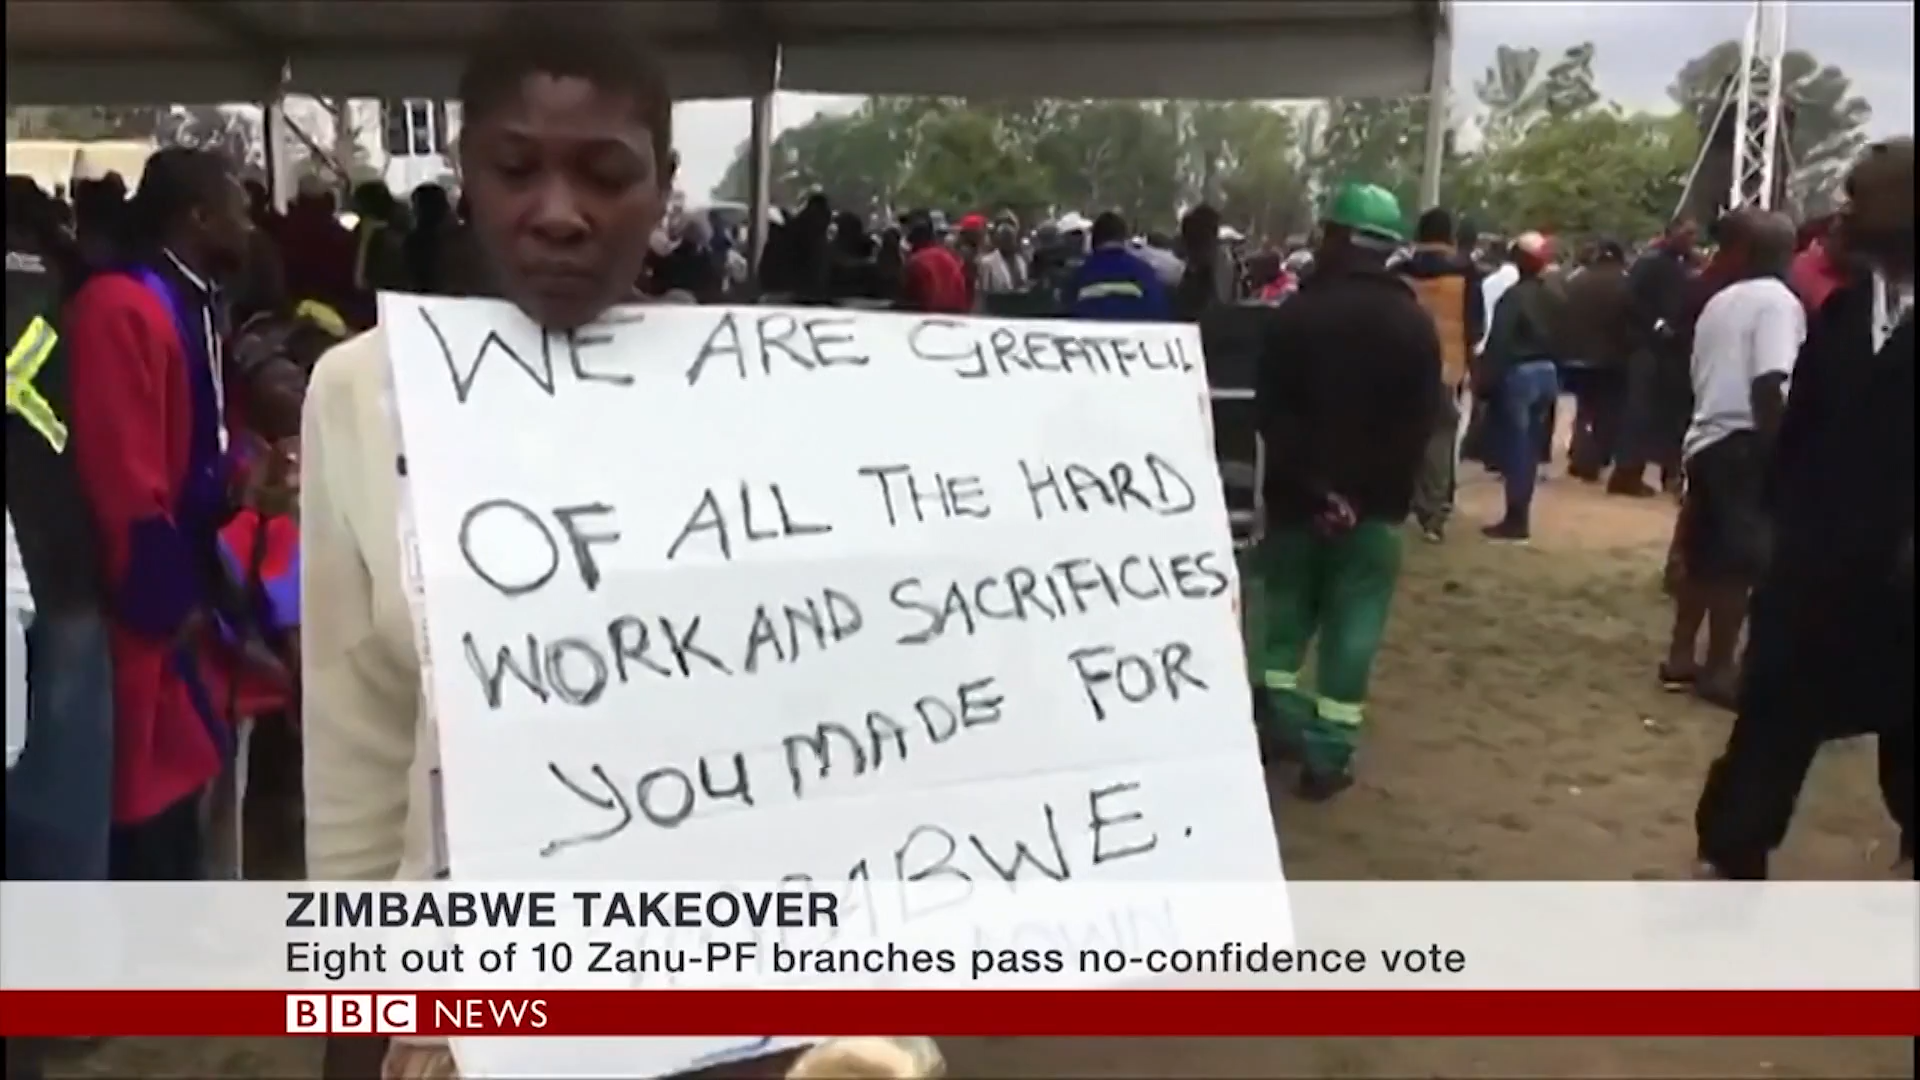 WE ARE GREATFUL
OF ALL THE HARD
WORK AND SACRIFICIES
YOU MADE FOR
ZIMBABWE.
ZIMBABWE TAKEOVER
Eight out of 10 Zanu-PF branches pass no-confidence vote
BBC NEWS